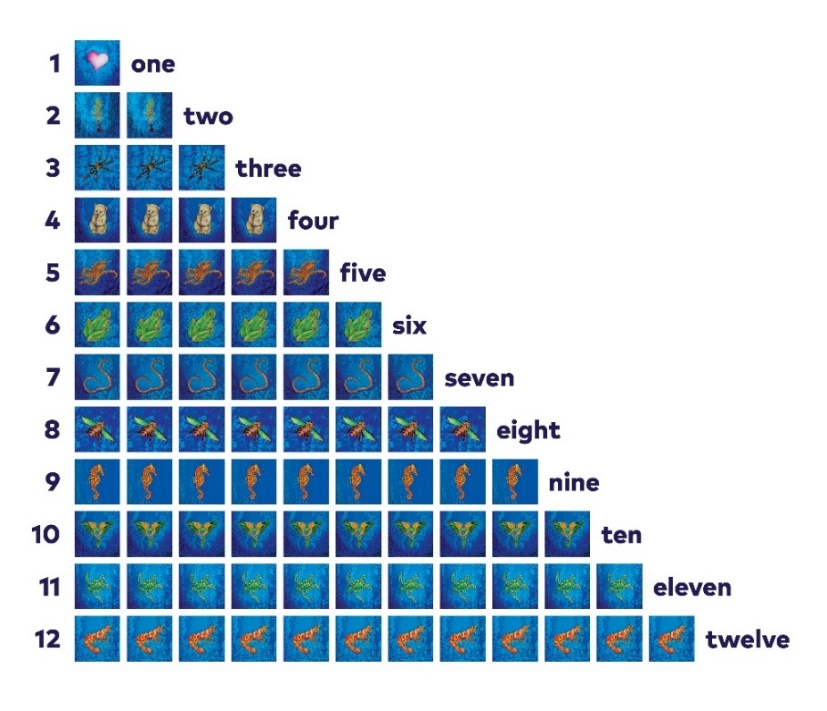 1 one
2 two
3 three
4 four
5 five
6 six
7 seven
8 eight
9 nine
10 ten
11 eleven
12 twelve